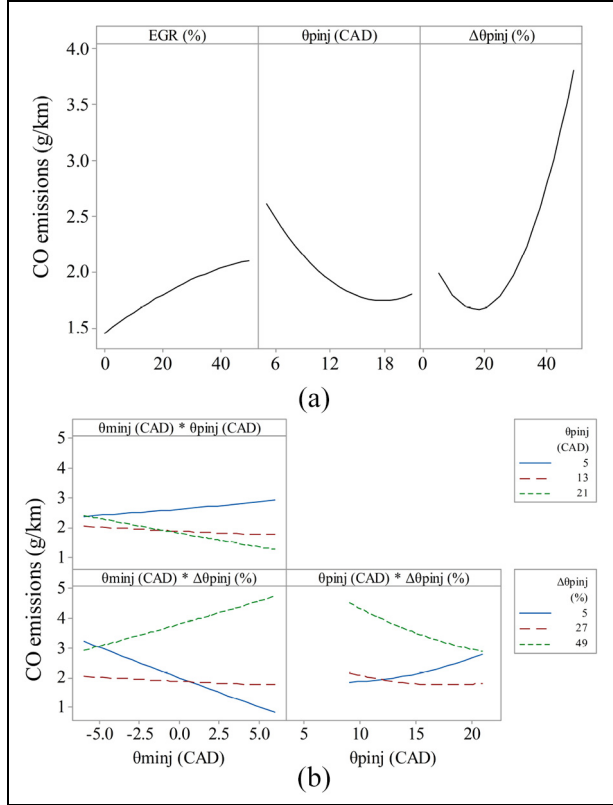 EGR (%) θpinj (CAD) Δθpinj (%)
4.0
3.5
3.0
2.5
2.0
1.5
CO emissions (g/km)
0 20 40 6 12 18 0 20 40
(a)
θminj (CAD) * θpinj (CAD)
5
4
3
2
1
θpinj
(CAD)
5
13
21
θminj (CAD) * Δθpinj (%) θpinj (CAD) * Δθpinj (%)
5
4
3
2
1
CO emissions (g/km)
Δθpinj
(%)
5
27
49
-5.0 -2.5 0.0 2.5 5.0 5 10 15 20
θminj (CAD) θpinj (CAD)
(b)